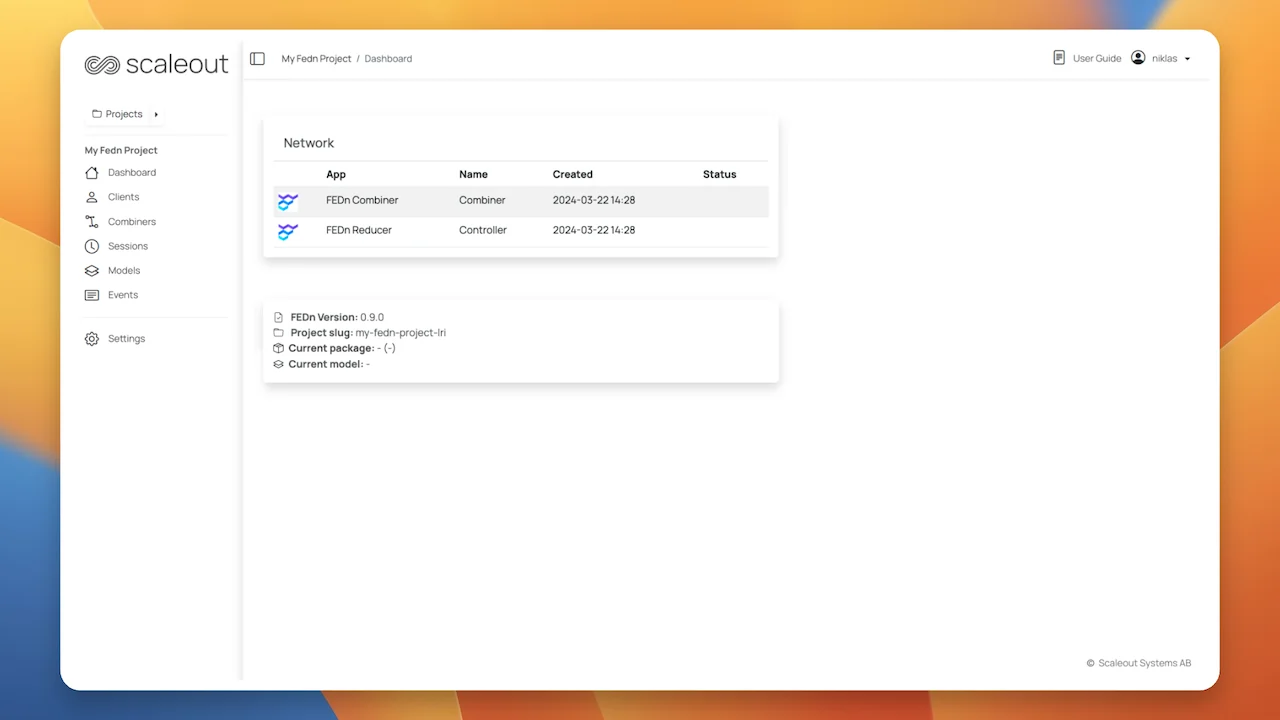 scaleout
My Fedn Project / Dashboard
User Guide
niklas
Projects
My Fedn Project
Dashboard
Clients
Combiners
Sessions
Models
Events
Settings
Network
App Name Created Status
FEDn Combiner Combiner 2024-03-22 14:28
FEDn Reducer Controller 2024-03-22 14:28
FEDn Version: 0.9.0
Project slug: my-fedn-project-lri
Current package: - (-)
Current model: -
© Scaleout Systems AB